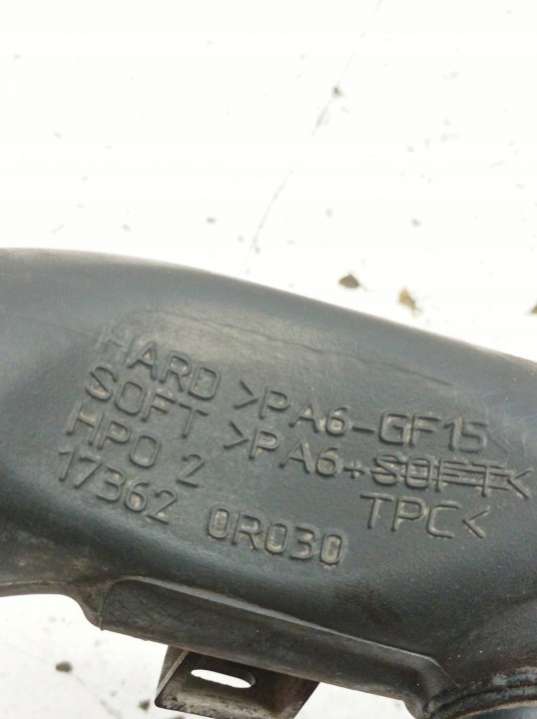 HARD >PA6-GF15
SOFT >PA6+SOFT<
TPC<
HPO 2
17362 0R030